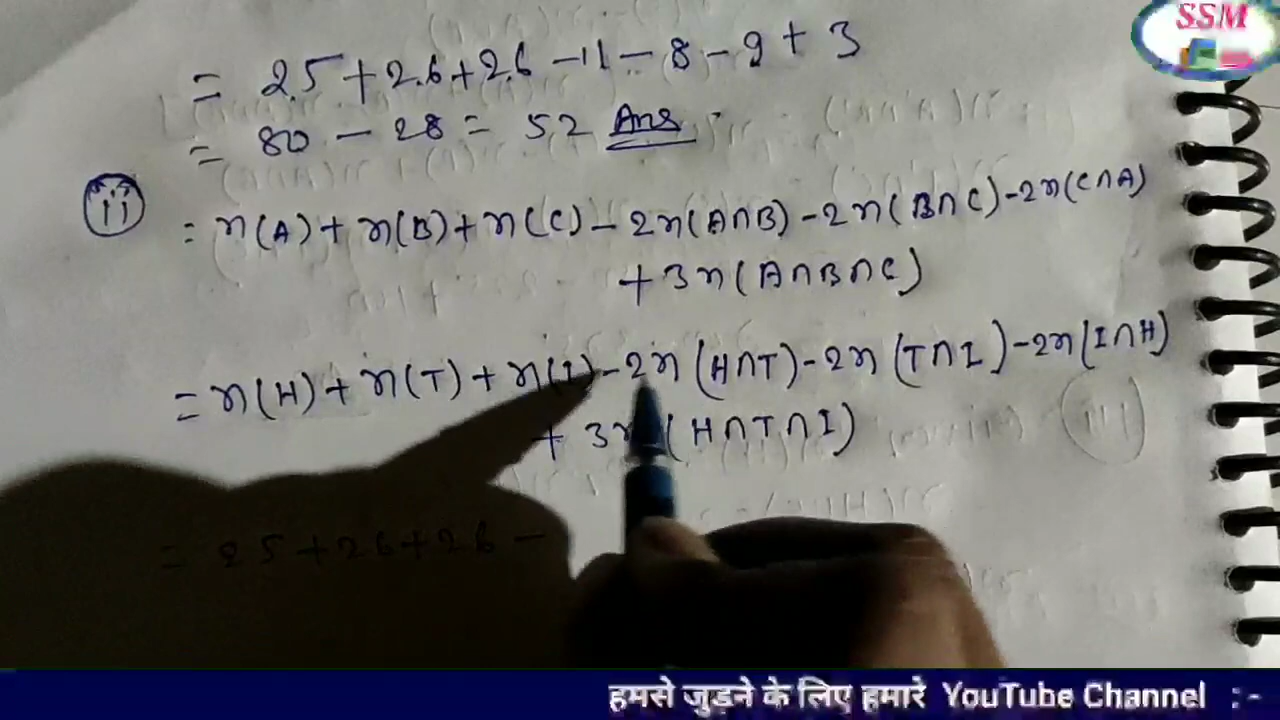 SSM
= 25 + 26 + 26 - 11 - 8 - 9 + 3
= 80 - 28 = 52 Ans
(ii) = n(A) + n(B) + n(C) - 2n(A∩B) - 2n(B∩C) - 2n(C∩A)
+ 3n(A∩B∩C)
= n(H) + n(T) + n(I) - 2n(H∩T) - 2n(T∩I) - 2n(I∩H)
+ 3n(H∩T∩I)
= 25 + 26 + 26 -
हमसे जुड़ने के लिए हमारे YouTube Channel :-